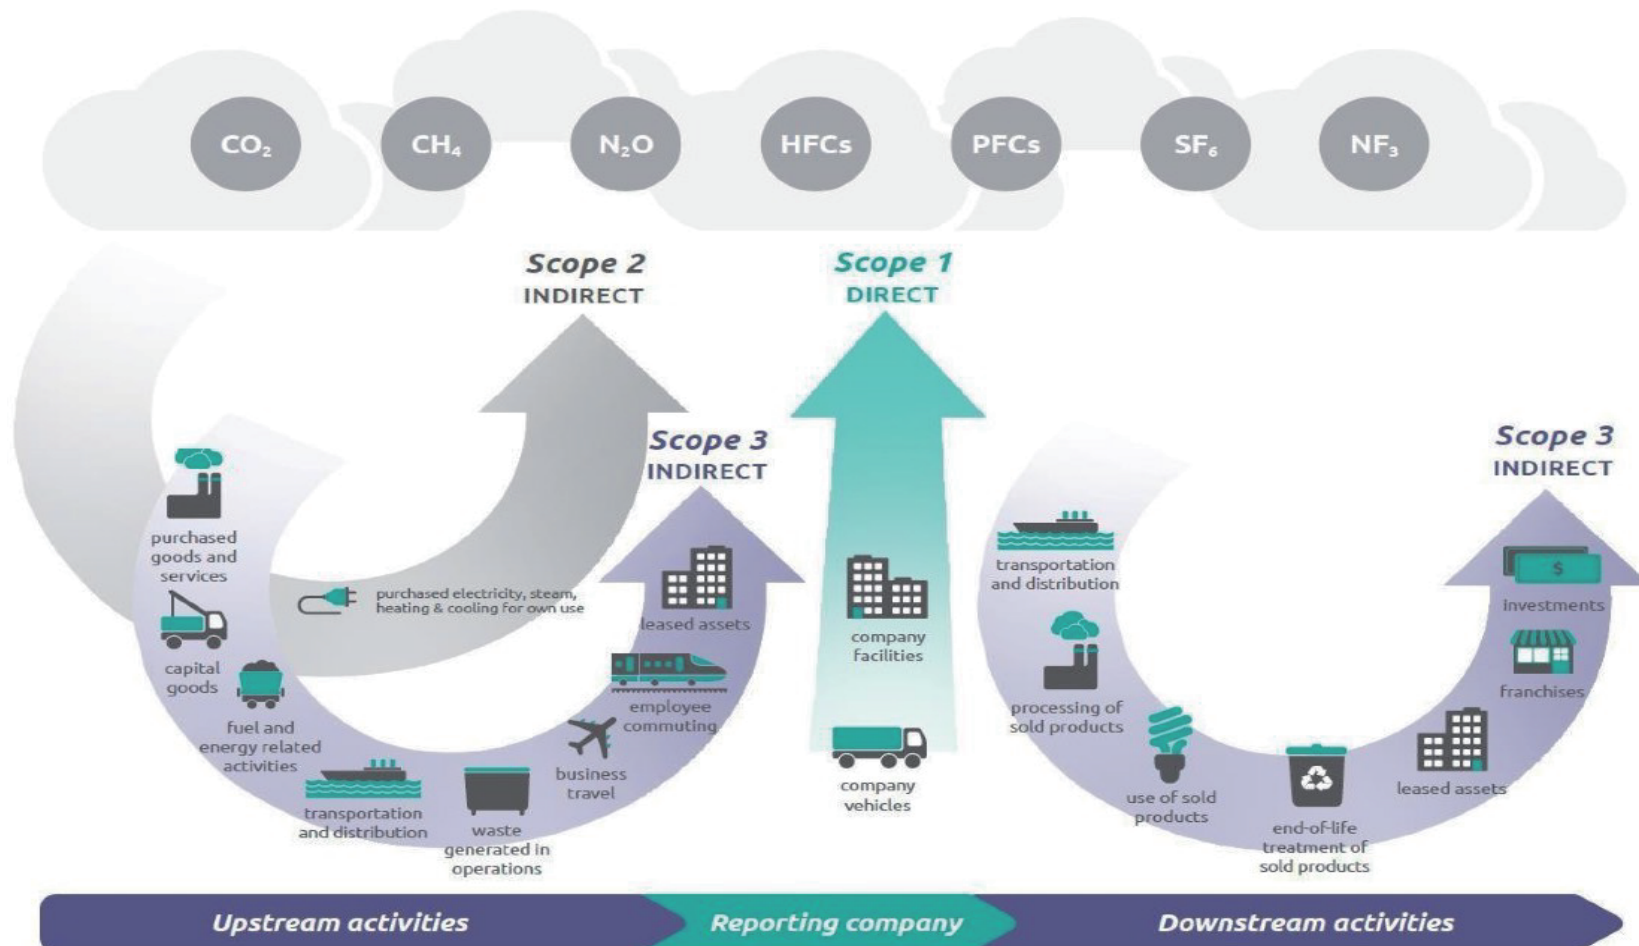 CO₂
CH₄
N₂O
HFCs
PFCs
SF₆
NF₃
Scope 2
INDIRECT
Scope 1
DIRECT
Scope 3
INDIRECT
Scope 3
INDIRECT
purchased
goods and
services
capital
goods
fuel and
energy related
activities
transportation
and distribution
waste
generated in
operations
business
travel
employee
commuting
leased assets
purchased electricity, steam,
heating & cooling for own use
company
facilities
company
vehicles
transportation
and distribution
processing of
sold products
use of sold
products
end-of-life
treatment of
sold products
leased assets
franchises
$
investments
Upstream activities
Reporting company
Downstream activities